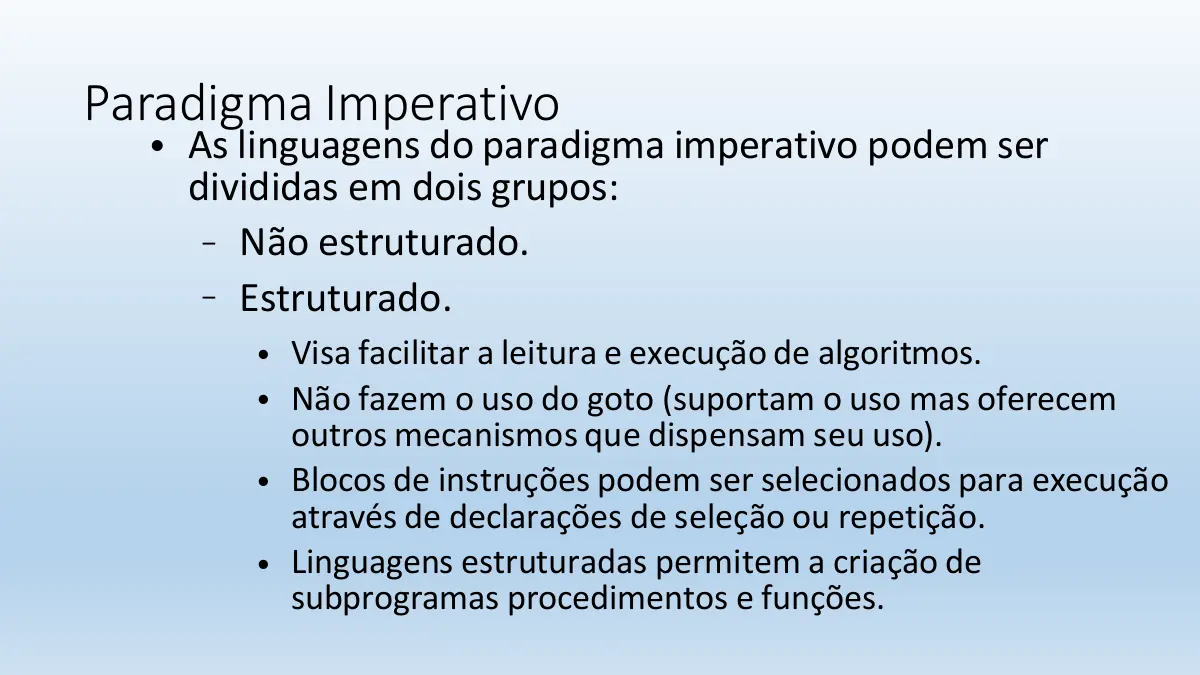 Paradigma Imperativo
• As linguagens do paradigma imperativo podem ser
divididas em dois grupos:
– Não estruturado.
– Estruturado.
• Visa facilitar a leitura e execução de algoritmos.
• Não fazem o uso do goto (suportam o uso mas oferecem
outros mecanismos que dispensam seu uso).
• Blocos de instruções podem ser selecionados para execução
através de declarações de seleção ou repetição.
• Linguagens estruturadas permitem a criação de
subprogramas procedimentos e funções.